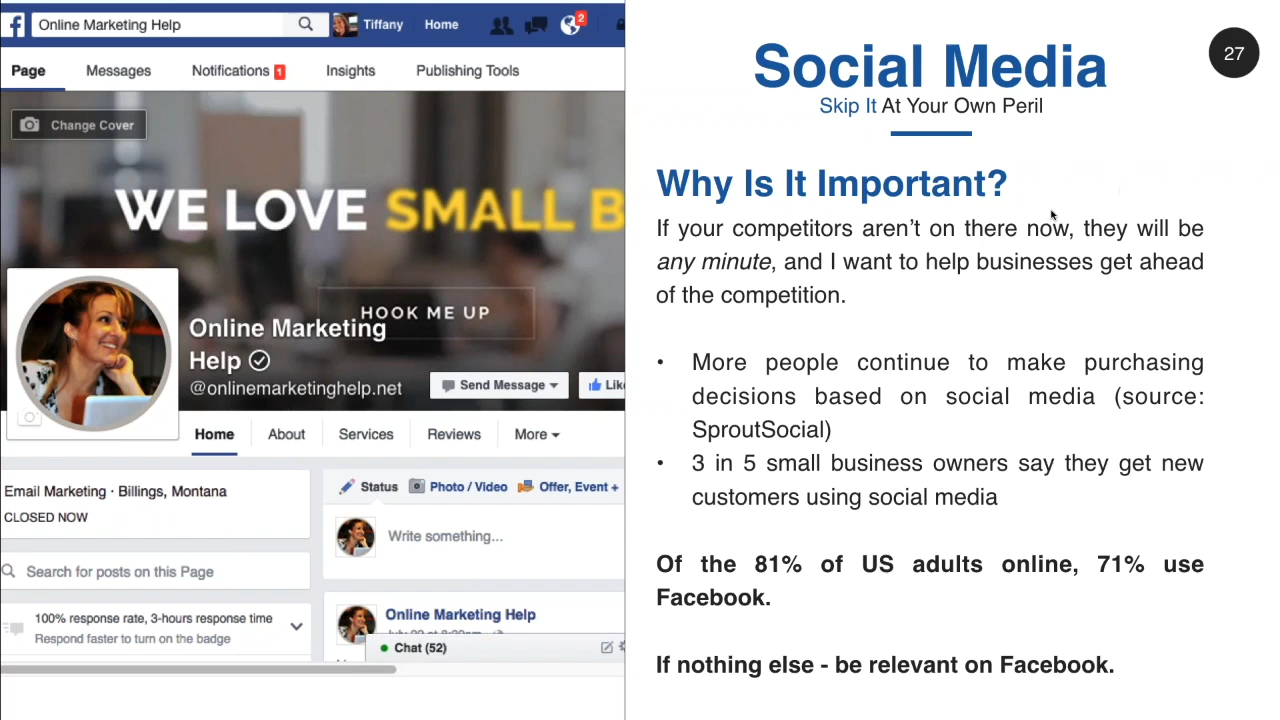 Online Marketing Help
Tiffany
Home
2
Page
Messages
Notifications 1
Insights
Publishing Tools
Change Cover
WE LOVE SMALL B
HOOK ME UP
Online Marketing
Help
@onlinemarketinghelp.net
Send Message
Like
Home
About
Services
Reviews
More
Email Marketing · Billings, Montana
CLOSED NOW
Search for posts on this Page
100% response rate, 3-hours response time
Respond faster to turn on the badge
Status
Photo / Video
Offer, Event +
Write something...
Online Marketing Help
Chat (52)
Social Media
27
Skip It At Your Own Peril
Why Is It Important?
If your competitors aren’t on there now, they will be
any minute, and I want to help businesses get ahead
of the competition.
• More people continue to make purchasing
decisions based on social media (source:
SproutSocial)
• 3 in 5 small business owners say they get new
customers using social media
Of the 81% of US adults online, 71% use
Facebook.
If nothing else - be relevant on Facebook.